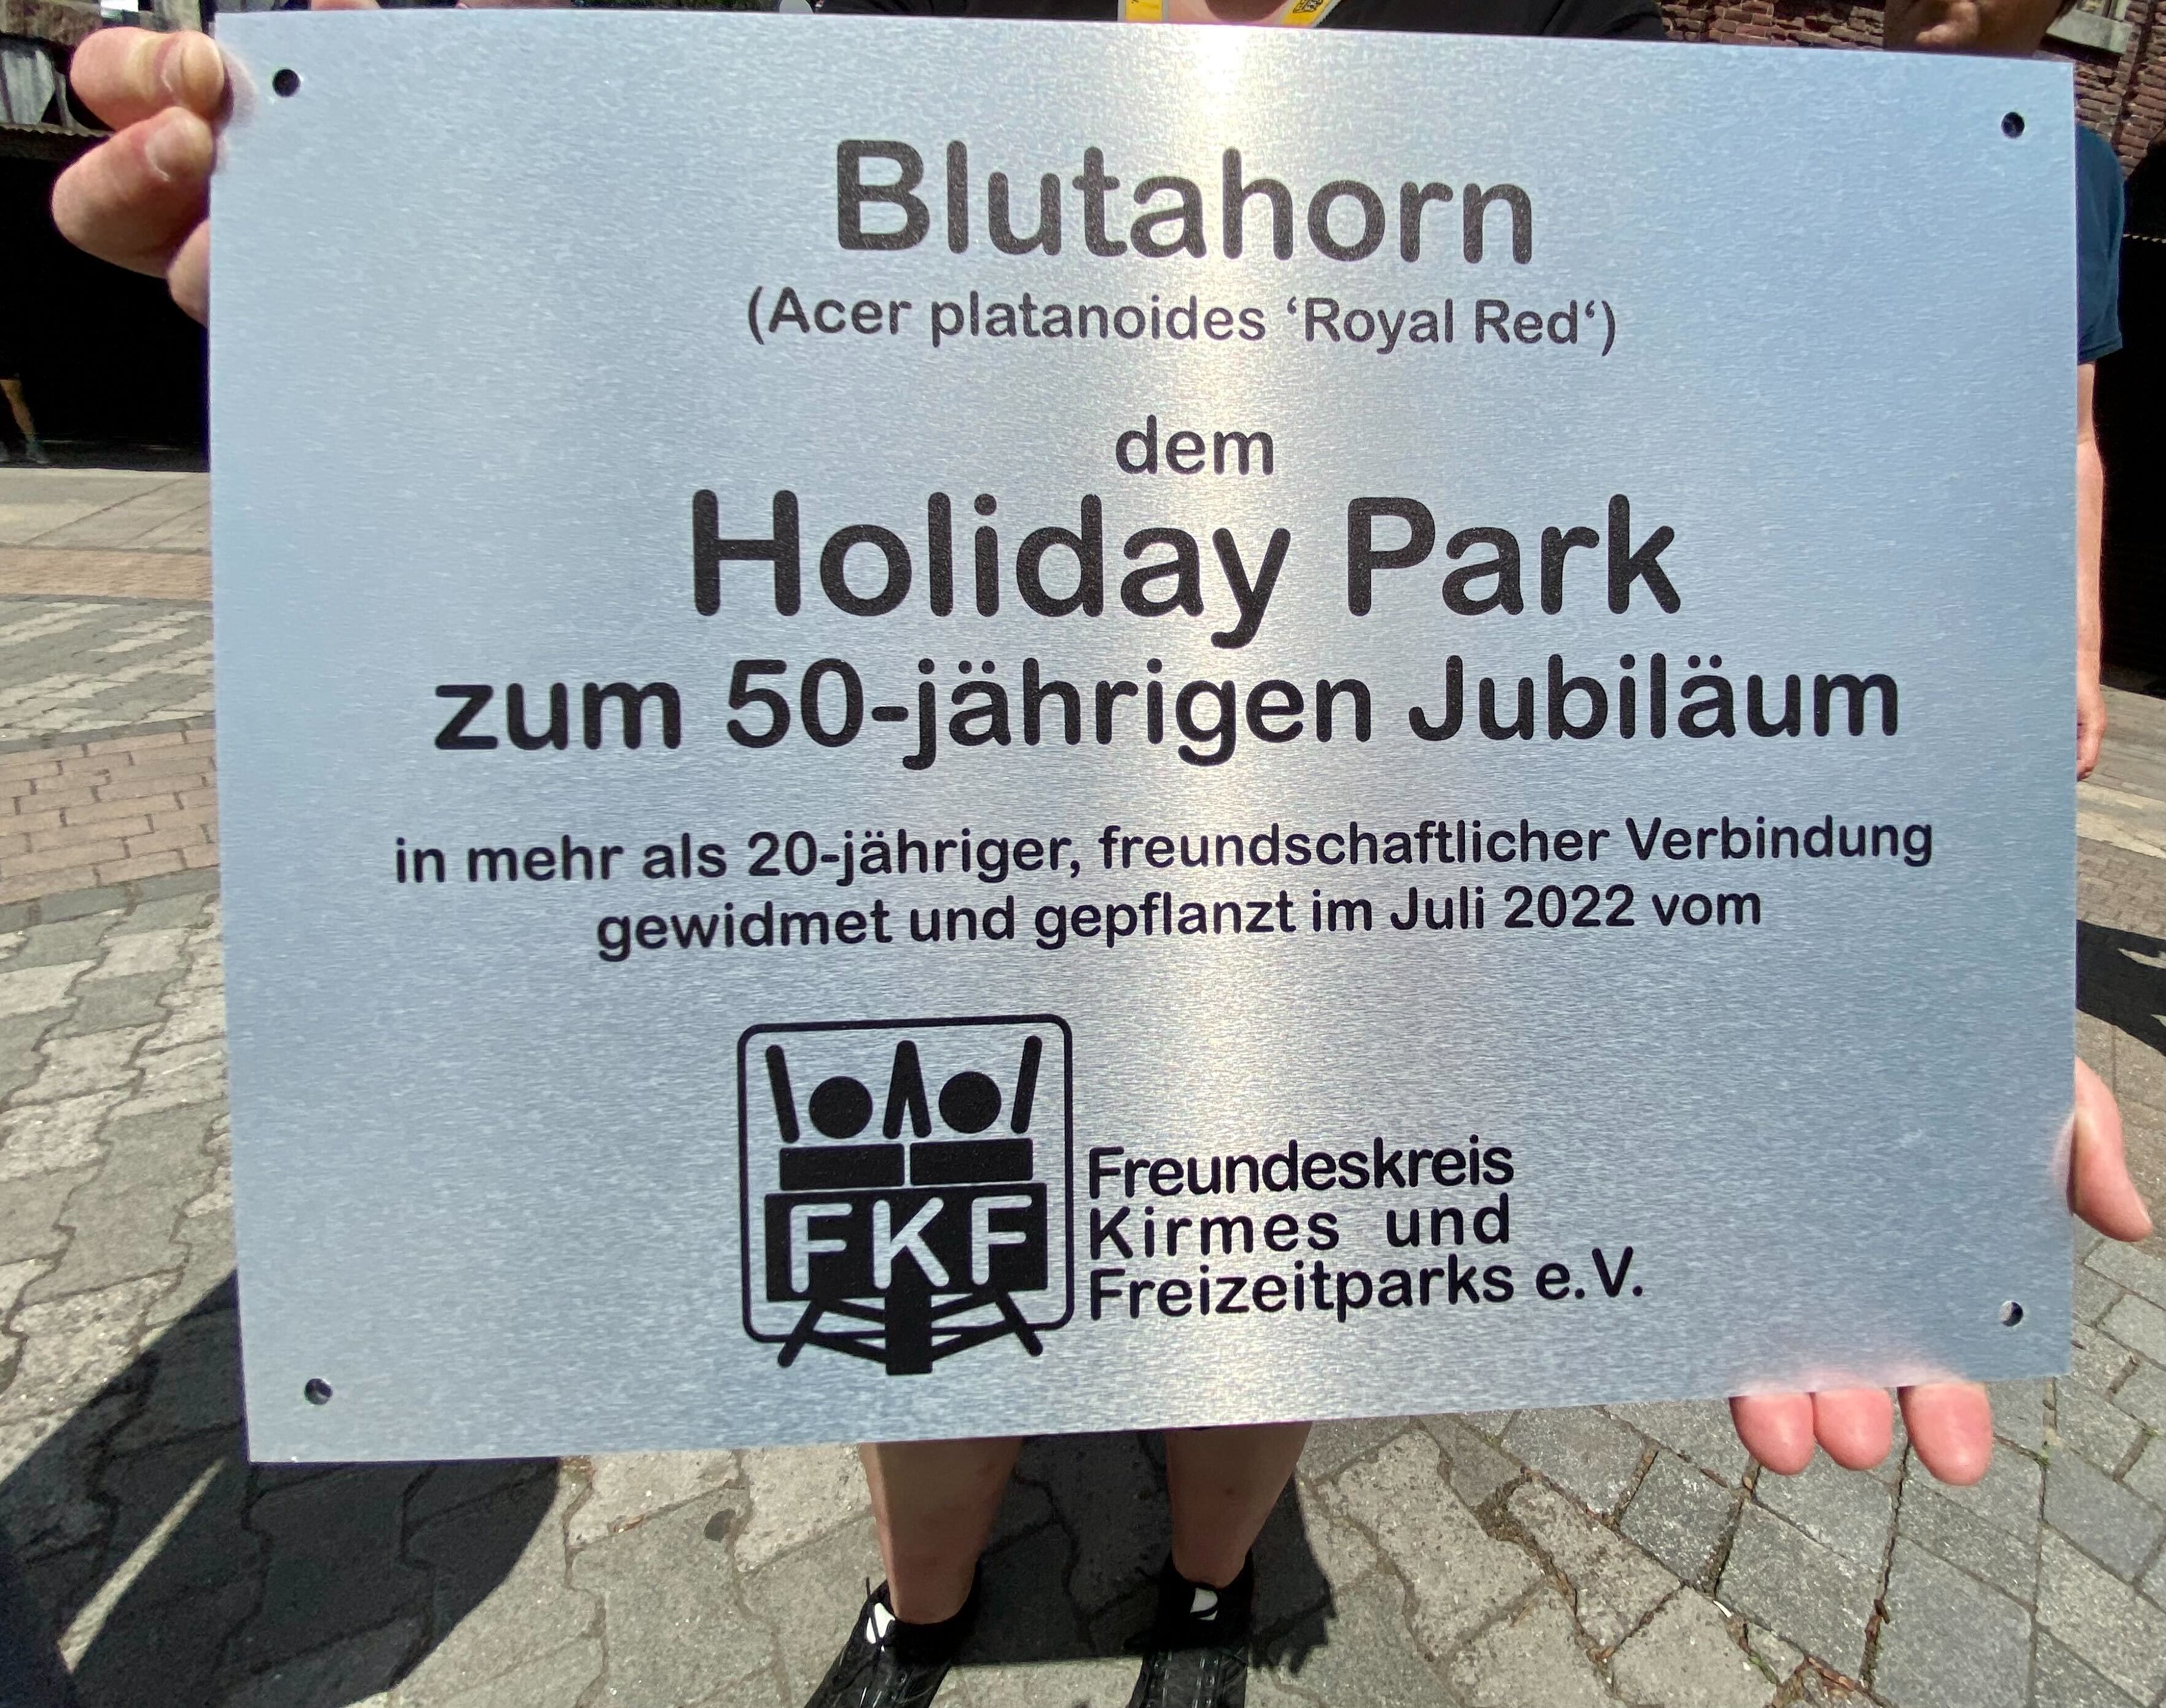 Blutahorn
(Acer platanoides ‘Royal Red‘)
dem
Holiday Park
zum 50-jährigen Jubiläum
in mehr als 20-jähriger, freundschaftlicher Verbindung
gewidmet und gepflanzt im Juli 2022 vom
FKF
Freundeskreis
Kirmes und
Freizeitparks e.V.